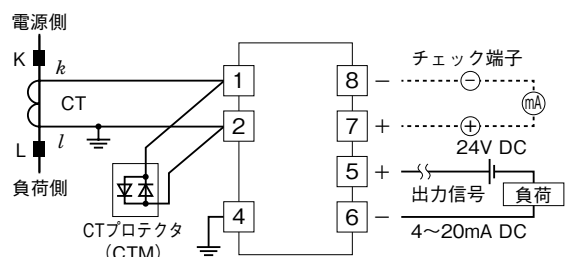 電源側
K
k
CT
l
L
負荷側
CTプロテクタ
(CTM)
1
2
4
8
7
5
6
−
+
+
−
チェック端子
−
mA
+
24V DC
出力信号
負荷
4～20mA DC